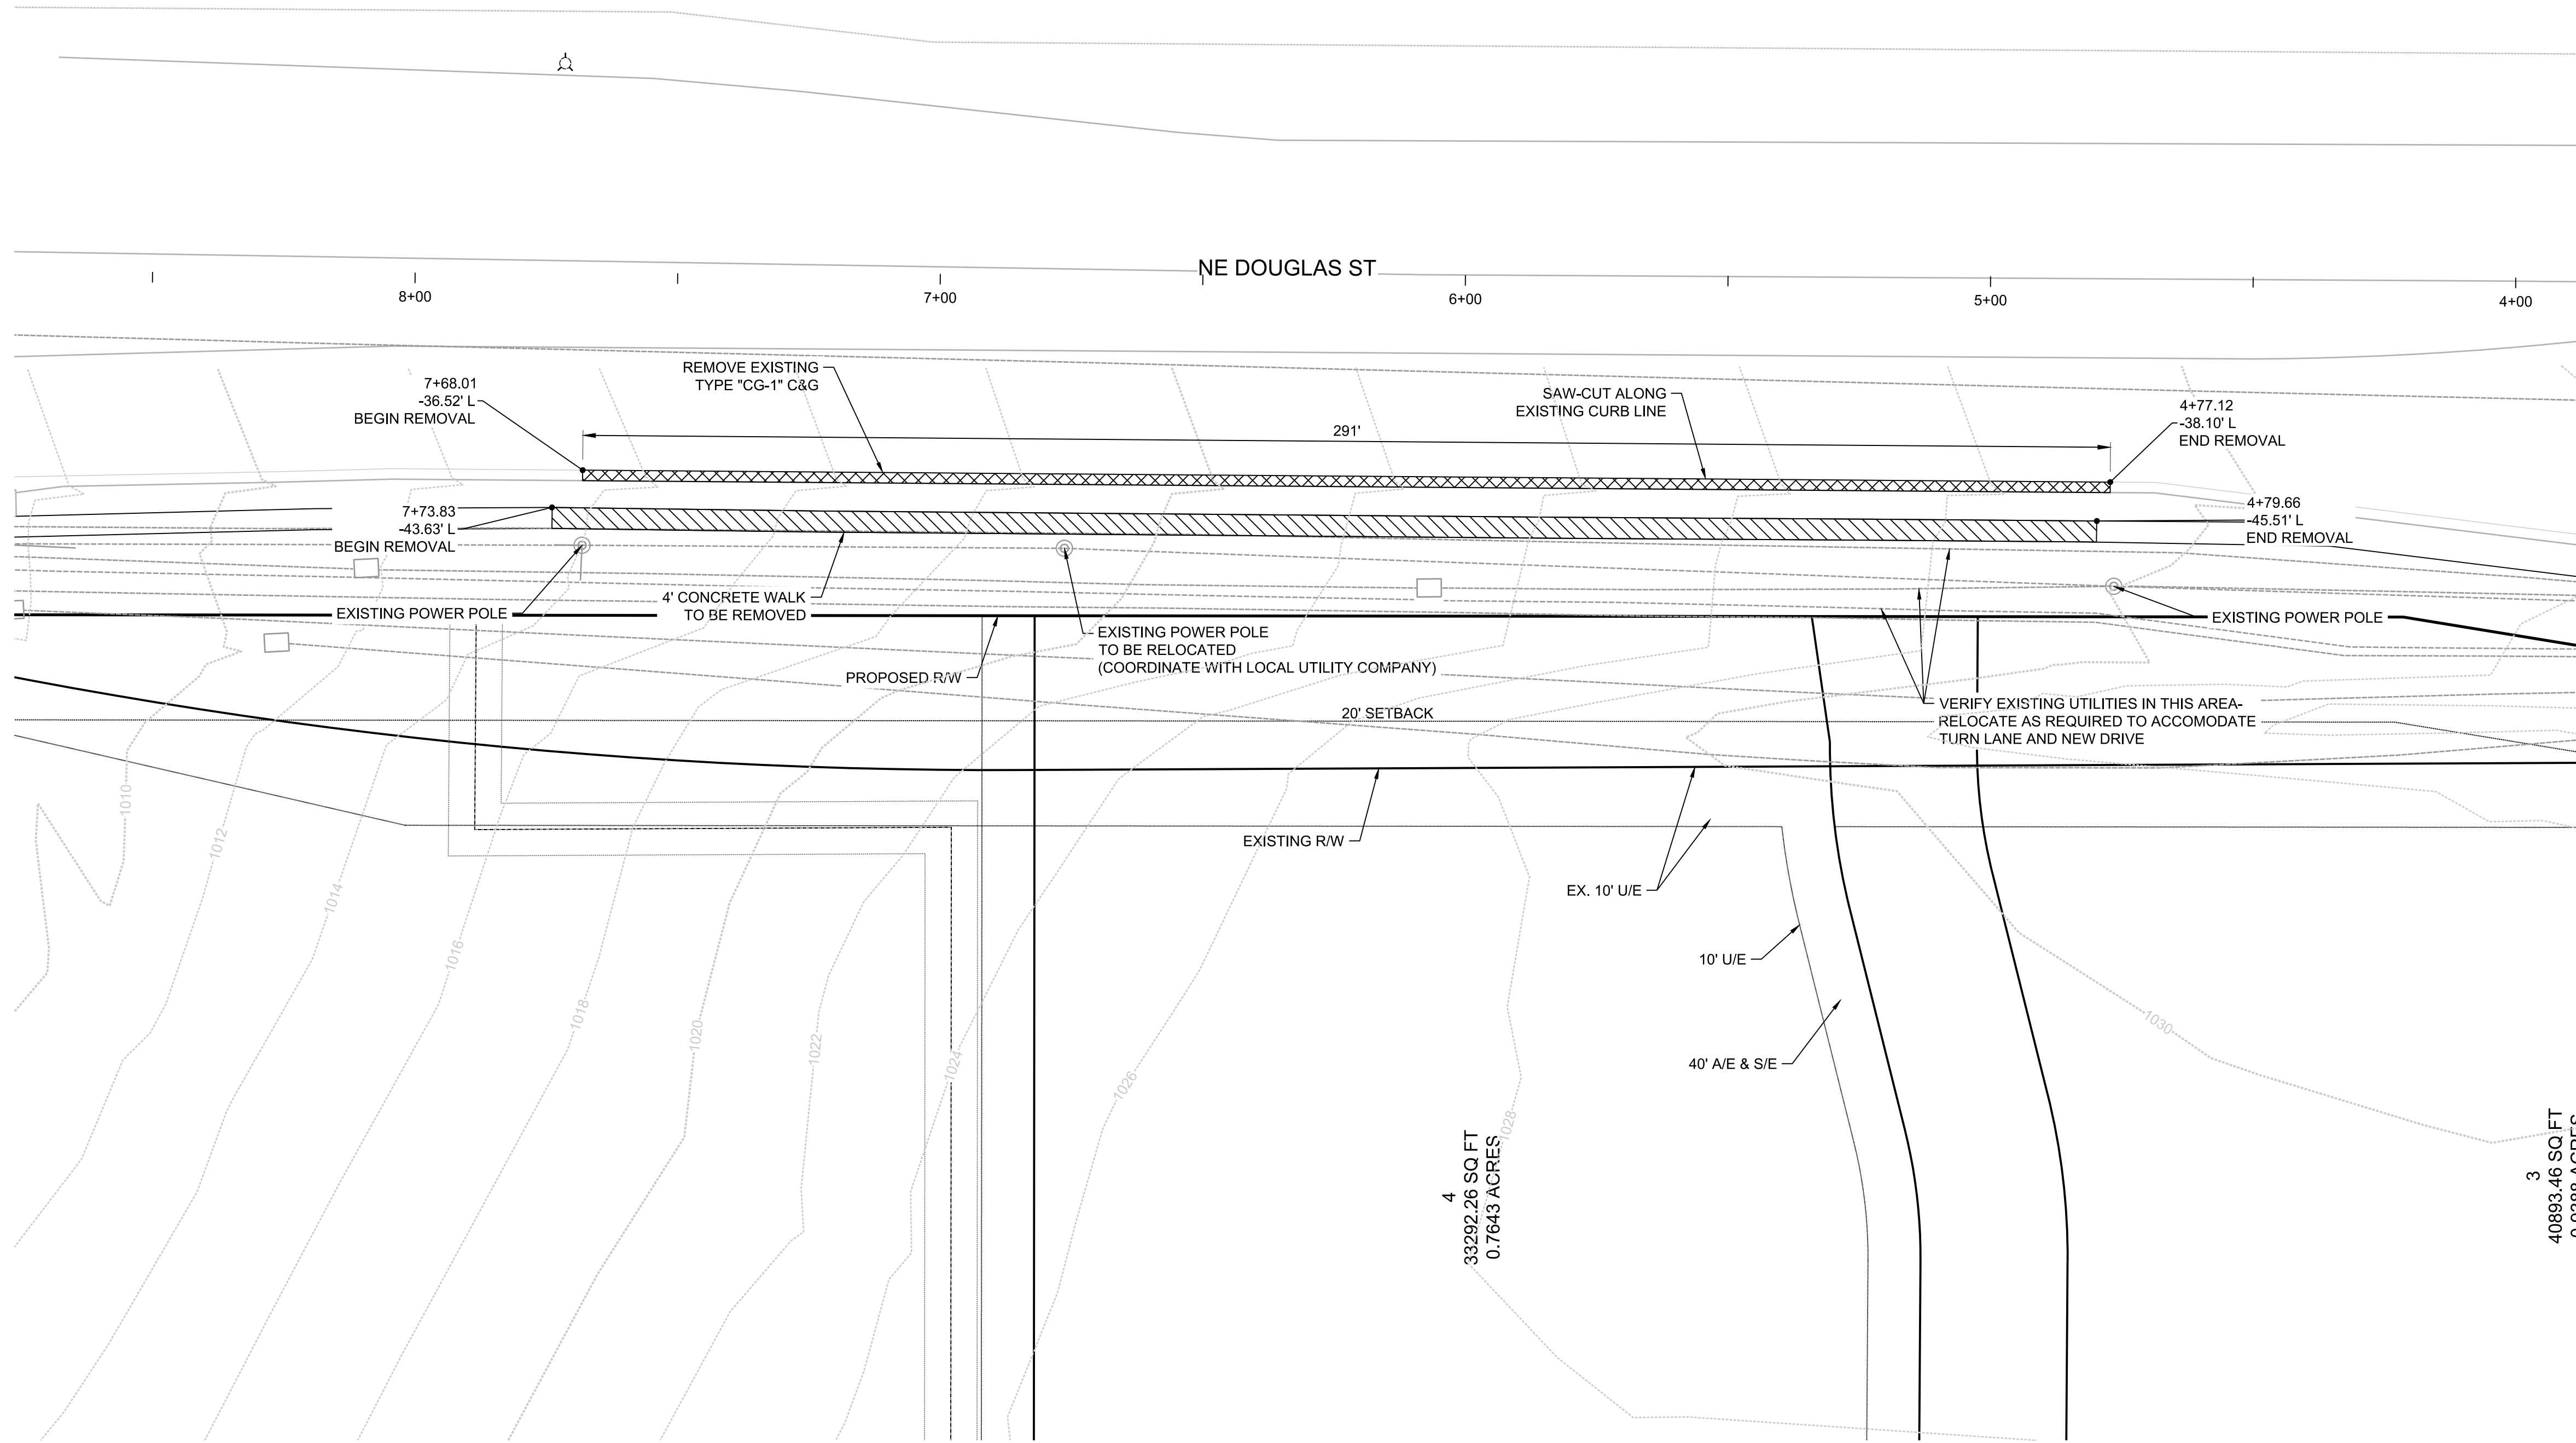 NE DOUGLAS ST
8+00
7+00
6+00
5+00
4+00
REMOVE EXISTING
TYPE "CG-1" C&G
7+68.01
-36.52' L
BEGIN REMOVAL
SAW-CUT ALONG
EXISTING CURB LINE
4+77.12
-38.10' L
END REMOVAL
291'
7+73.83
-43.63' L
BEGIN REMOVAL
4+79.66
-45.51' L
END REMOVAL
EXISTING POWER POLE
4' CONCRETE WALK
TO BE REMOVED
EXISTING POWER POLE
TO BE RELOCATED
(COORDINATE WITH LOCAL UTILITY COMPANY)
EXISTING POWER POLE
PROPOSED R/W
20' SETBACK
VERIFY EXISTING UTILITIES IN THIS AREA-
RELOCATE AS REQUIRED TO ACCOMODATE
TURN LANE AND NEW DRIVE
EXISTING R/W
EX. 10' U/E
10' U/E
40' A/E & S/E
1010
1012
1014
1016
1018
1020
1022
1024
1026
1028
1030
4
33292.26 SQ FT
0.7643 ACRES
3
40893.46 SQ FT